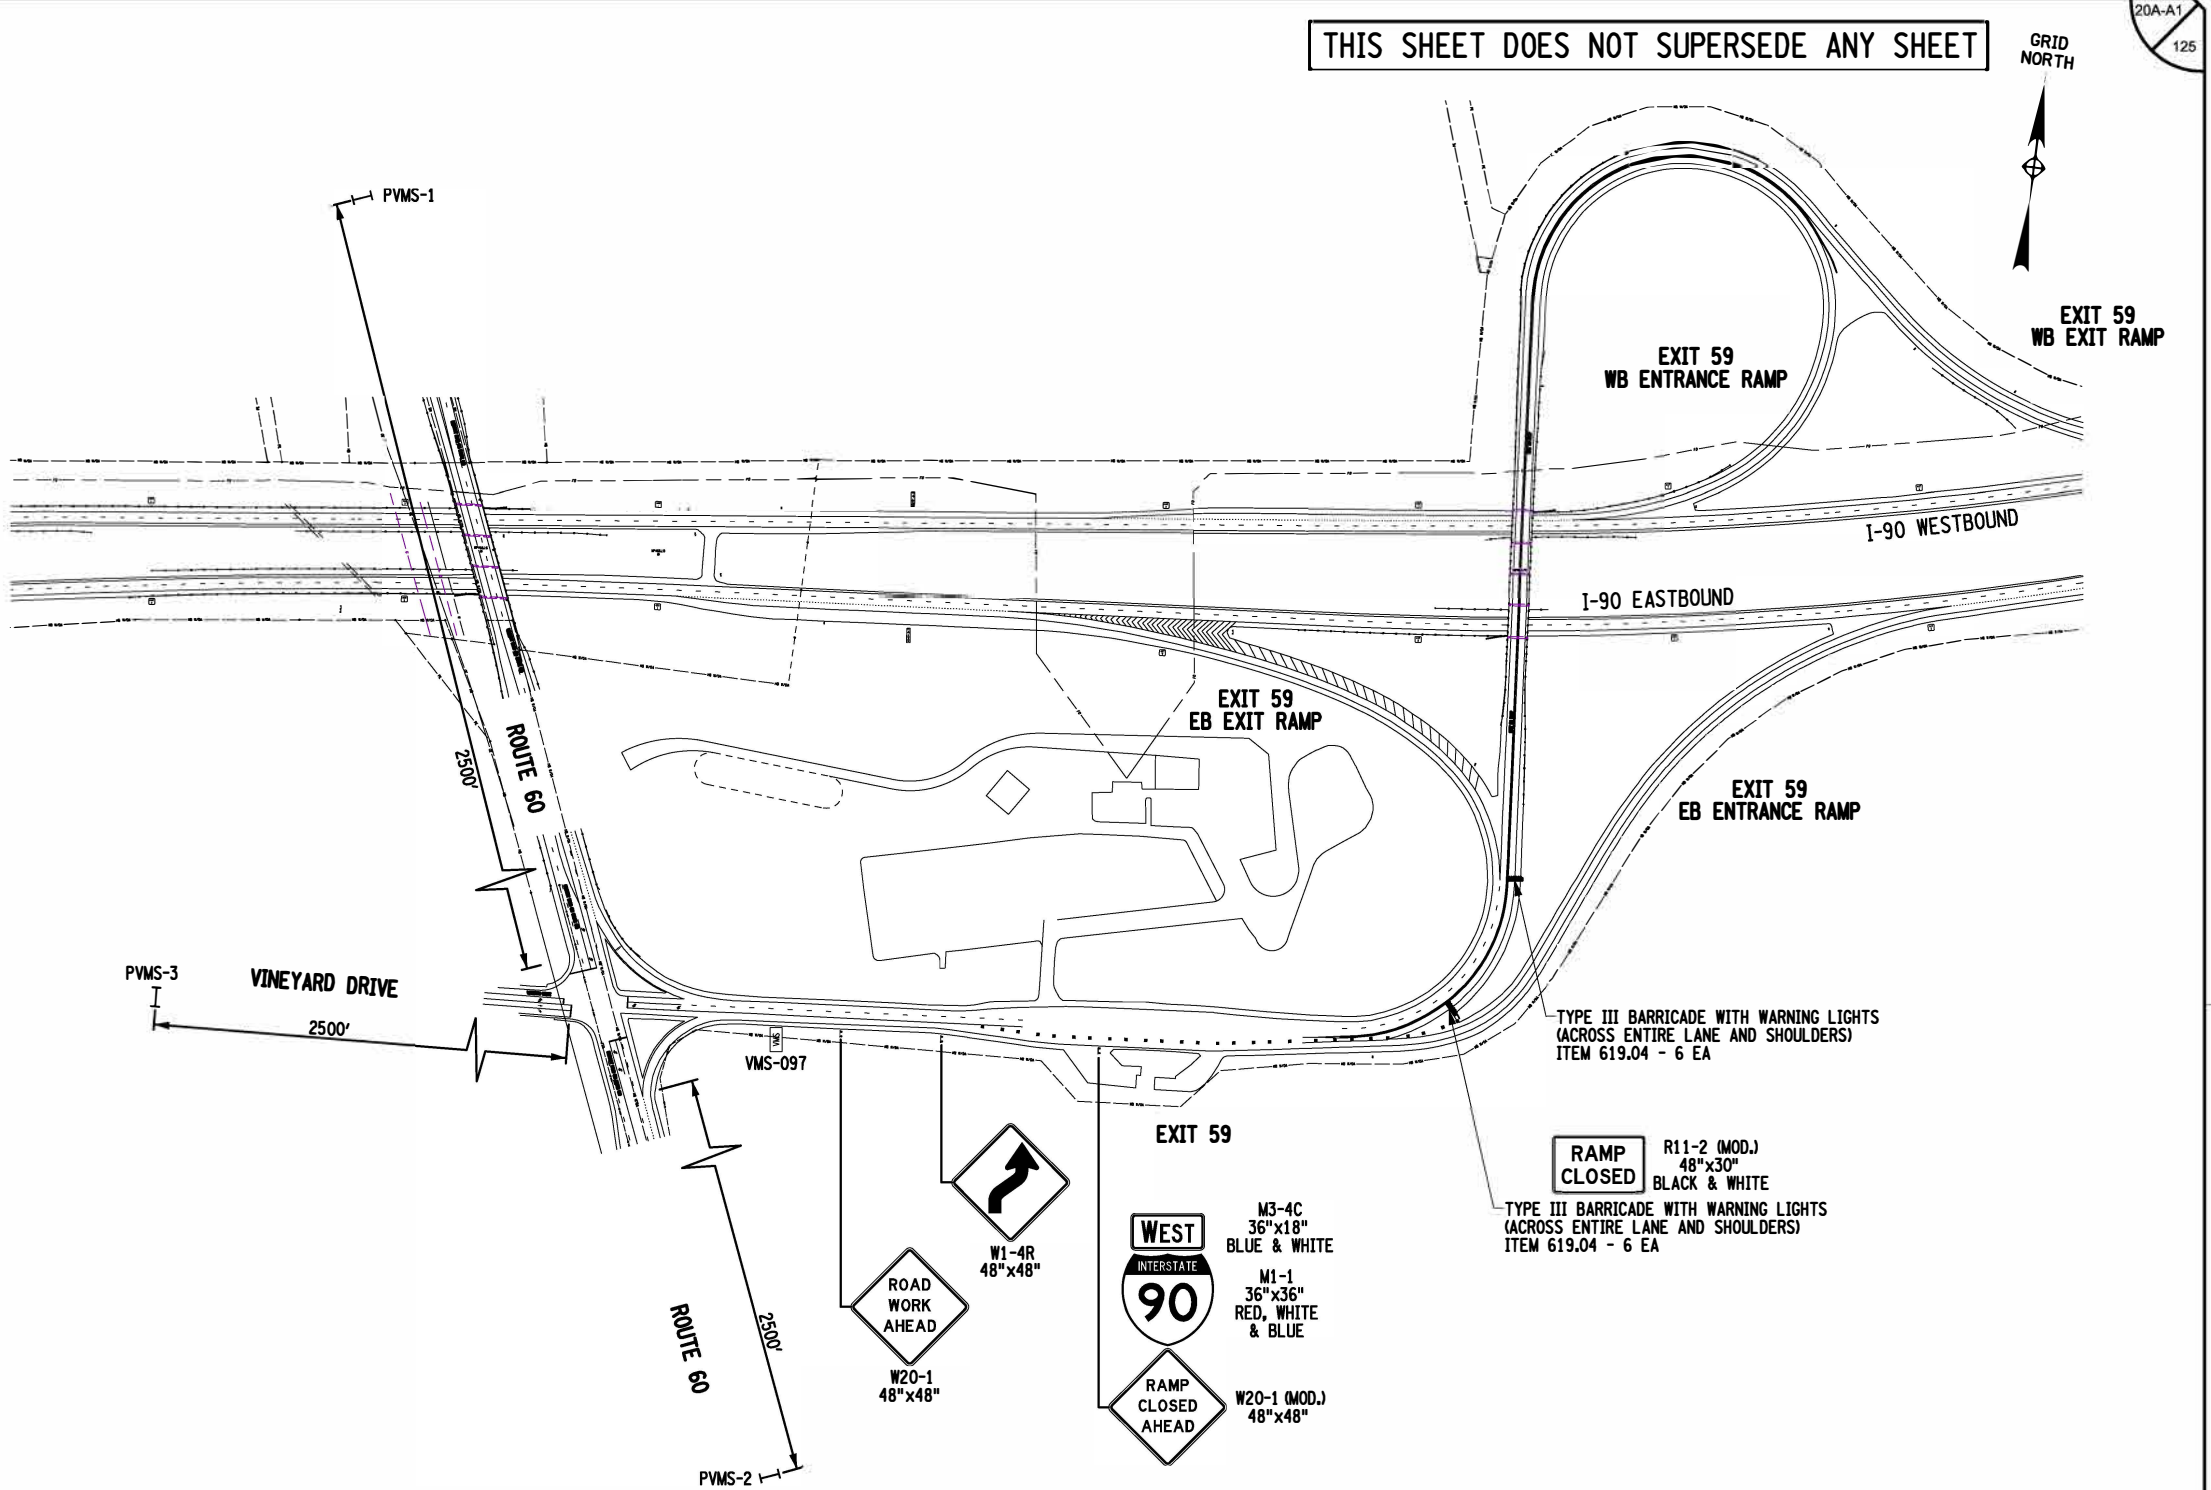 20A-A1
125
THIS SHEET DOES NOT SUPERSEDE ANY SHEET
GRID
NORTH
PVMS-1
EXIT 59
WB EXIT RAMP
EXIT 59
WB ENTRANCE RAMP
I-90 WESTBOUND
I-90 EASTBOUND
EXIT 59
EB EXIT RAMP
ROUTE 60
2500'
EXIT 59
EB ENTRANCE RAMP
PVMS-3
VINEYARD DRIVE
2500'
VMS
VMS-097
TYPE III BARRICADE WITH WARNING LIGHTS
(ACROSS ENTIRE LANE AND SHOULDERS)
ITEM 619.04 - 6 EA
EXIT 59
RAMP
CLOSED
R11-2 (MOD.)
48"x30"
BLACK & WHITE
TYPE III BARRICADE WITH WARNING LIGHTS
(ACROSS ENTIRE LANE AND SHOULDERS)
ITEM 619.04 - 6 EA
W1-4R
48"x48"
WEST
M3-4C
36"x18"
BLUE & WHITE
INTERSTATE
90
M1-1
36"x36"
RED, WHITE
& BLUE
ROAD
WORK
AHEAD
W20-1
48"x48"
RAMP
CLOSED
AHEAD
W20-1 (MOD.)
48"x48"
ROUTE 60
2500'
PVMS-2